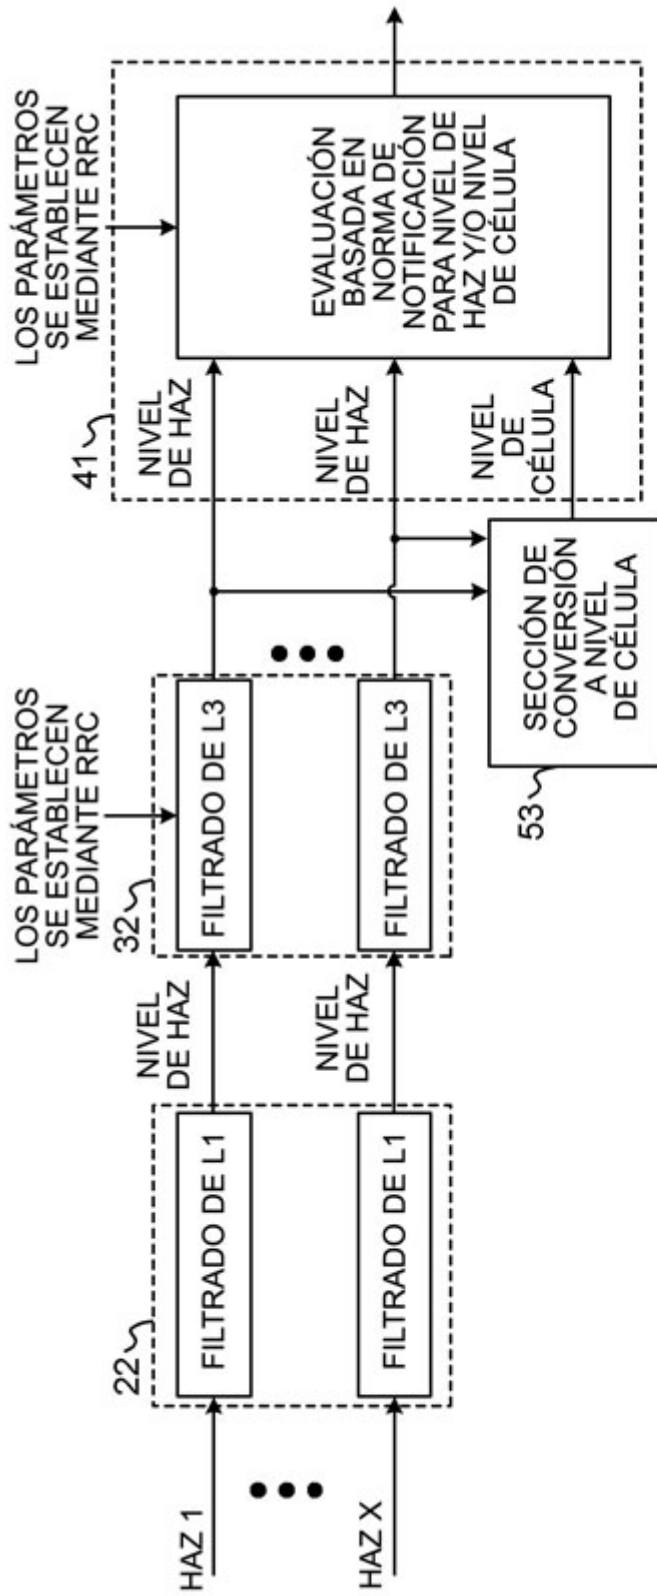 HAZ 1
HAZ X
22
FILTRADO DE L1
FILTRADO DE L1
NIVEL
DE HAZ
NIVEL
DE HAZ
LOS PARÁMETROS
SE ESTABLECEN
MEDIANTE RRC
32
FILTRADO DE L3
FILTRADO DE L3
53
SECCIÓN DE
CONVERSIÓN
A NIVEL
DE CÉLULA
LOS PARÁMETROS
SE ESTABLECEN
MEDIANTE RRC
41
NIVEL
DE HAZ
NIVEL
DE HAZ
NIVEL
DE
CÉLULA
EVALUACIÓN
BASADA EN
NORMA DE
NOTIFICACIÓN
PARA NIVEL DE
HAZ Y/O NIVEL
DE CÉLULA